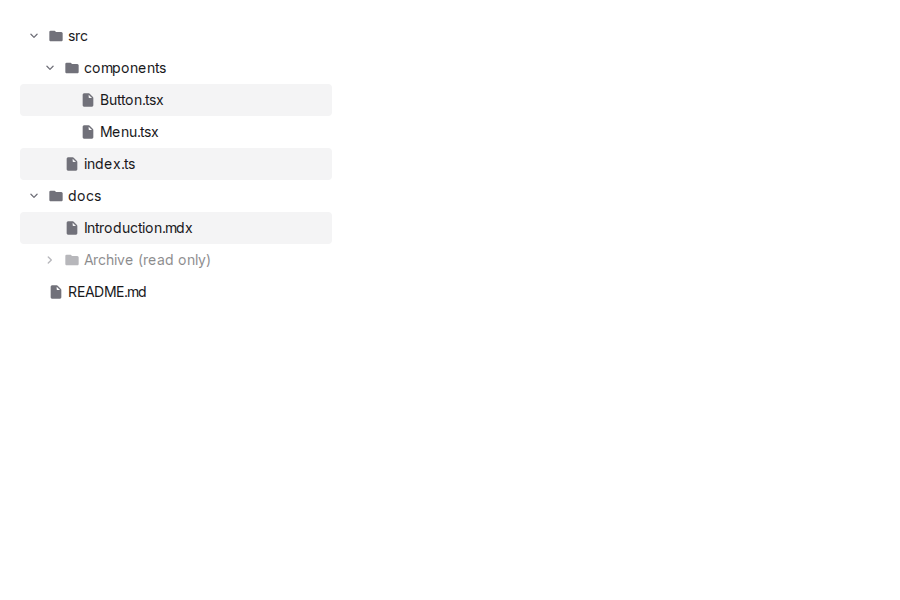 src
components
Button.tsx
Menu.tsx
index.ts
docs
Introduction.mdx
Archive (read only)
README.md